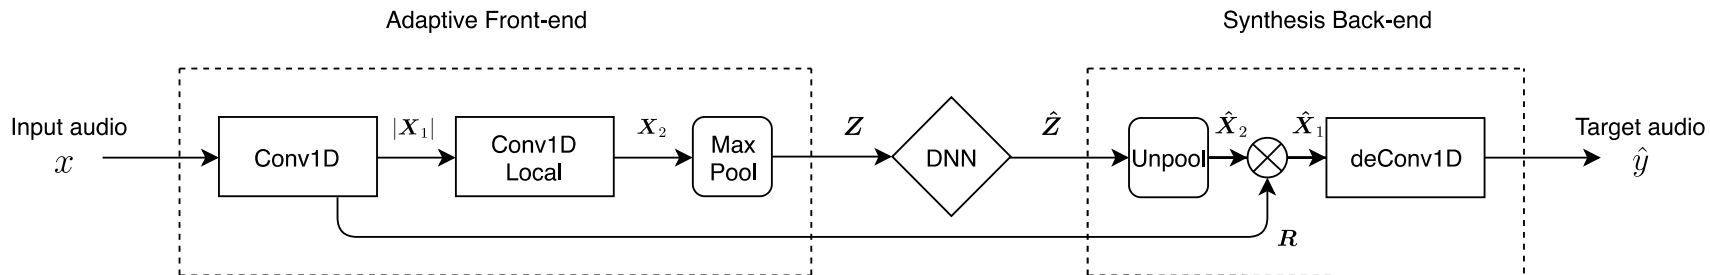 Adaptive Front-end
Synthesis Back-end
Input audio
x
Conv1D
|X₁|
Conv1D
Local
X₂
Max
Pool
Z
DNN
Ẑ
Unpool
X̂₂
X̂₁
deConv1D
Target audio
ŷ
R